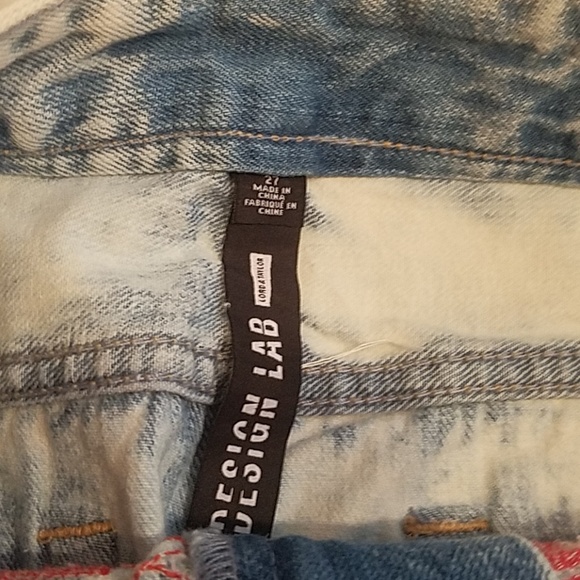 27
MADE IN
CHINA
FABRIQUÉ EN
CHINE
LORD & TAYLOR
DESIGN LAB